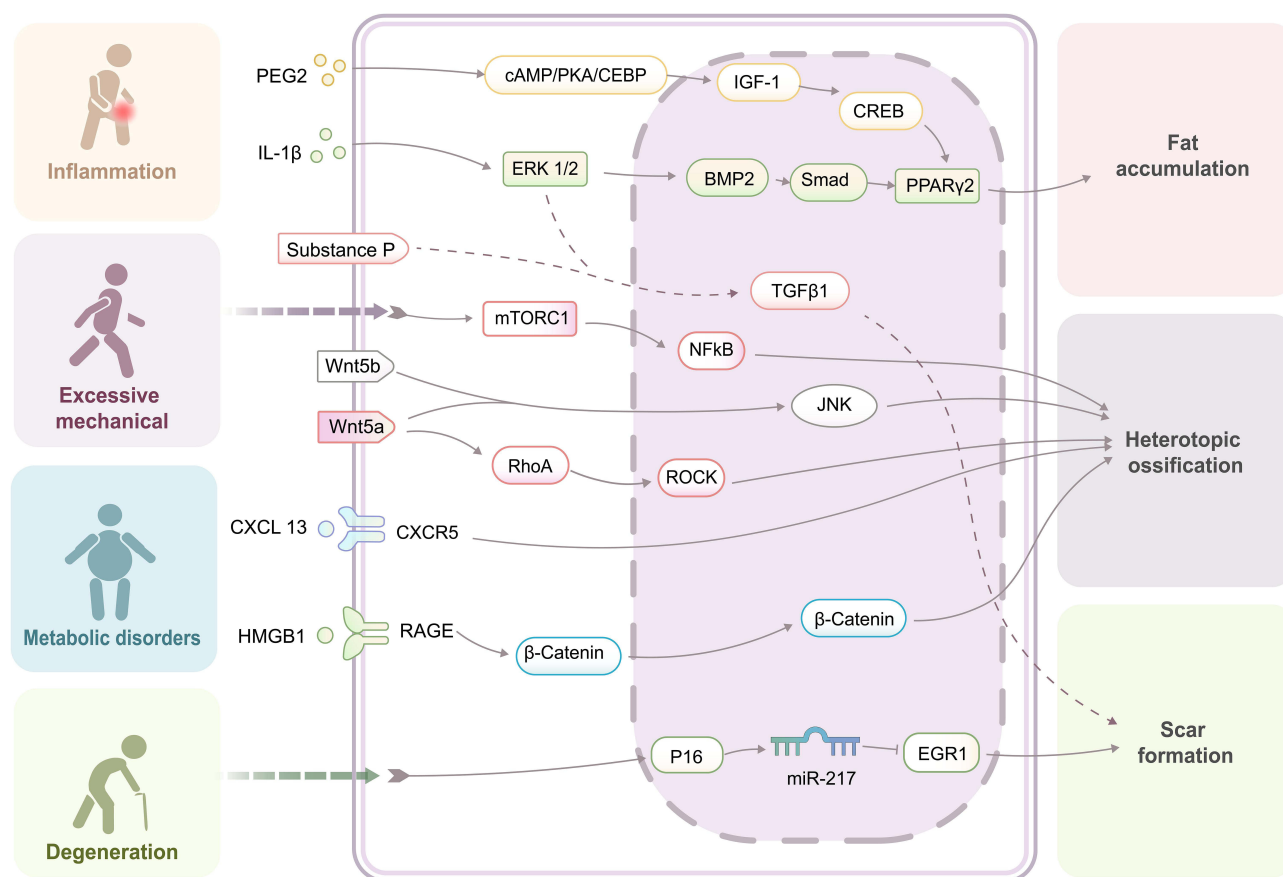 PEG2
cAMP/PKA/CEBP
IGF-1
CREB
IL-1β
ERK 1/2
BMP2
Smad
PPARγ2
Inflammation
Fat
accumulation
Substance P
TGFβ1
mTORC1
NFkB
Wnt5b
JNK
Excessive
mechanical
Wnt5a
RhoA
ROCK
Heterotopic
ossification
CXCL 13
CXCR5
Metabolic disorders
HMGB1
RAGE
β-Catenin
β-Catenin
P16
miR-217
EGR1
Scar
formation
Degeneration